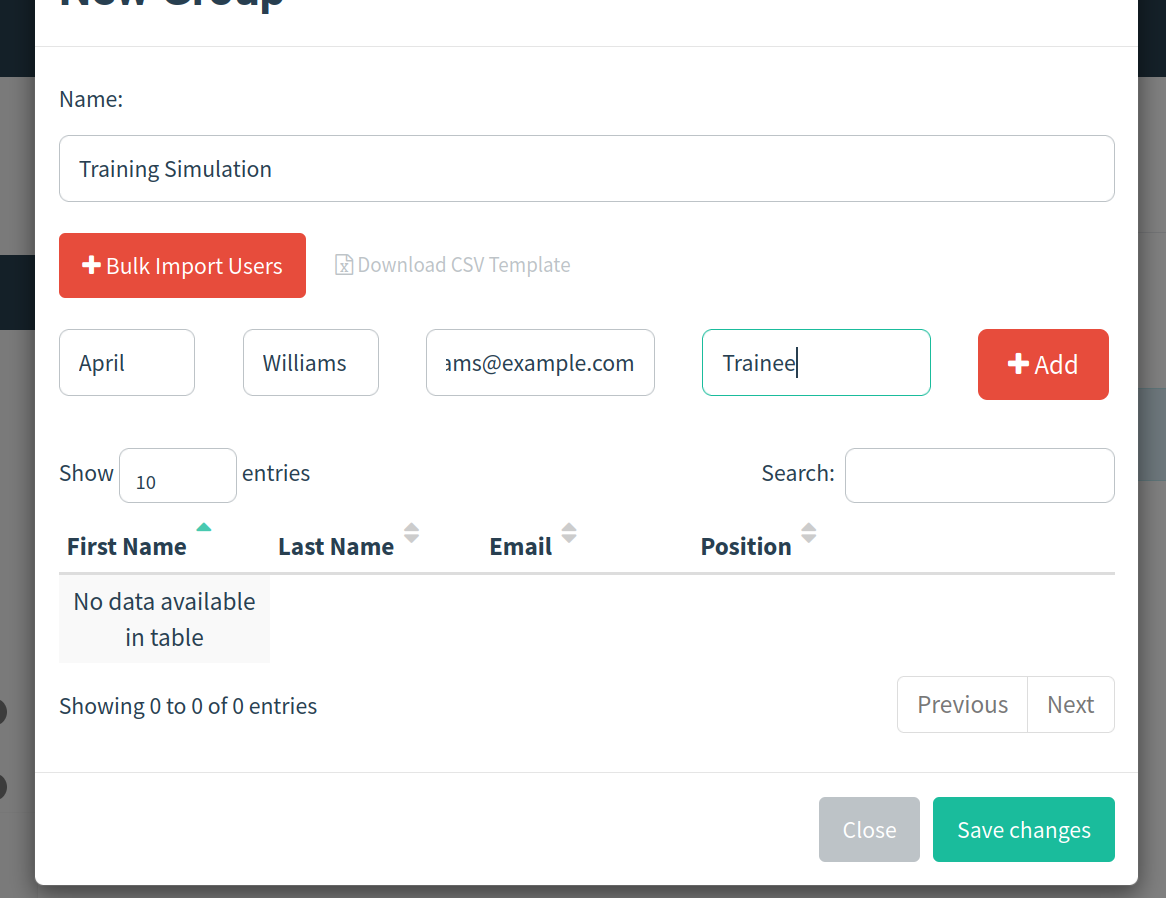 New Group
Name:
Training Simulation
Bulk Import Users
Download CSV Template
April
Williams
ams@example.com
Trainee
Add
Show 10 entries
Search:
First Name Last Name Email Position
No data available
in table
Showing 0 to 0 of 0 entries
Previous Next
Close
Save changes